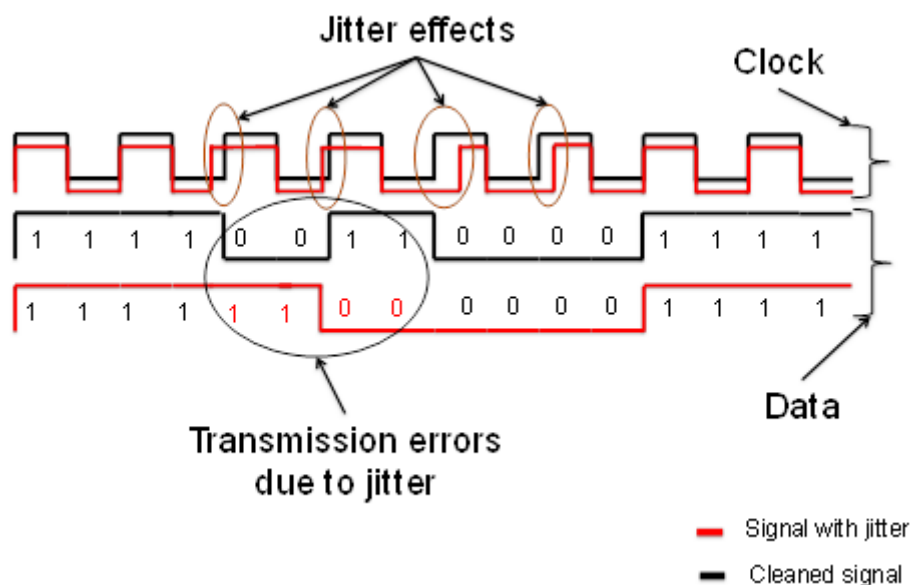 Jitter effects
Clock
1 1 1 1 0 0 1 1 0 0 0 0 1 1 1 1
1 1 1 1 1 1 0 0 0 0 0 0 1 1 1 1
Data
Transmission errors
due to jitter
Signal with jitter
Cleaned signal